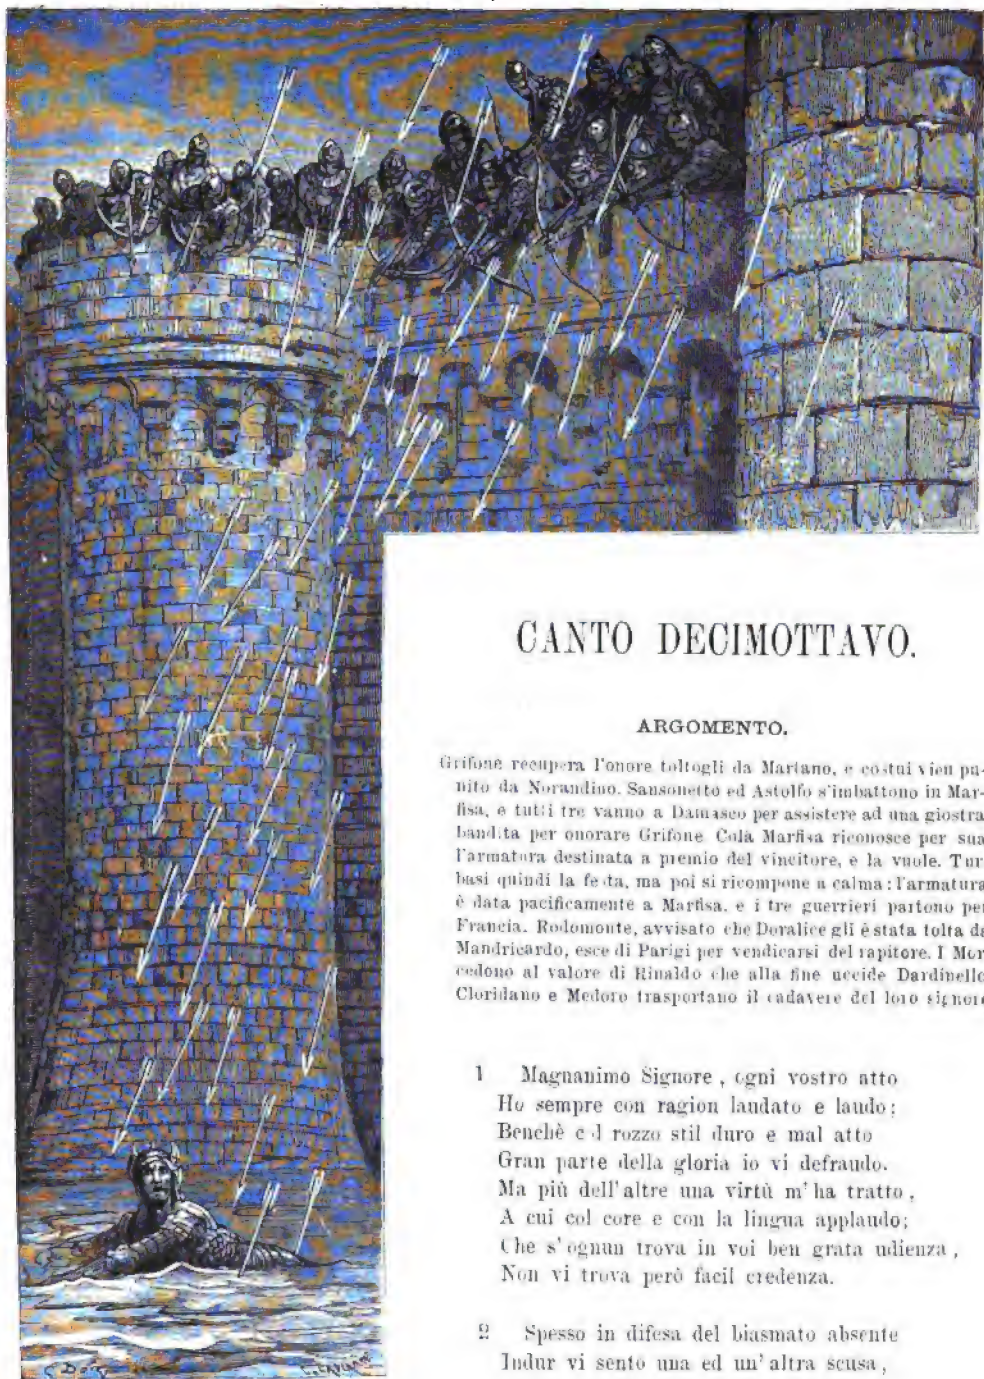 CANTO DECIMOTTAVO.
ARGOMENTO.
Grifone recupera l'onore toltogli da Martano, e costui vien pu-
nito da Norandino. Sansonetto ed Astolfo s'imbattono in Mar-
fisa, e tutti tre vanno a Damasco per assistere ad una giostra
bandita per onorare Grifone Colà Marfisa riconosce per sua
l'armatura destinata a premio del vincitore, e la vuole. Tur
basi quindi la festa, ma poi si ricompone a calma: l'armatura
è data pacificamente a Marfisa, e i tre guerrieri partono per
Francia. Rodomonte, avvisato che Doralice gli è stata tolta da
Mandricardo, esce di Parigi per vendicarsi del rapitore. I Mor
cedono al valore di Rinaldo che alla fine uccide Dardinello
Cloridano e Medoro trasportano il cadavere del loro signore
1 Magnanimo Signore, ogni vostro atto
Ho sempre con ragion laudato e laudo;
Benchè col rozzo stil duro e mal atto
Gran parte della gloria io vi defraudo.
Ma più dell'altre una virtù m'ha tratto,
A cui col core e con la lingua applaudo;
Che s'ognun trova in voi ben grata udienza,
Non vi trova però facil credenza.
2 Spesso in difesa del biasmato absente
Indur vi sento una ed un'altra scusa,
G. Doré